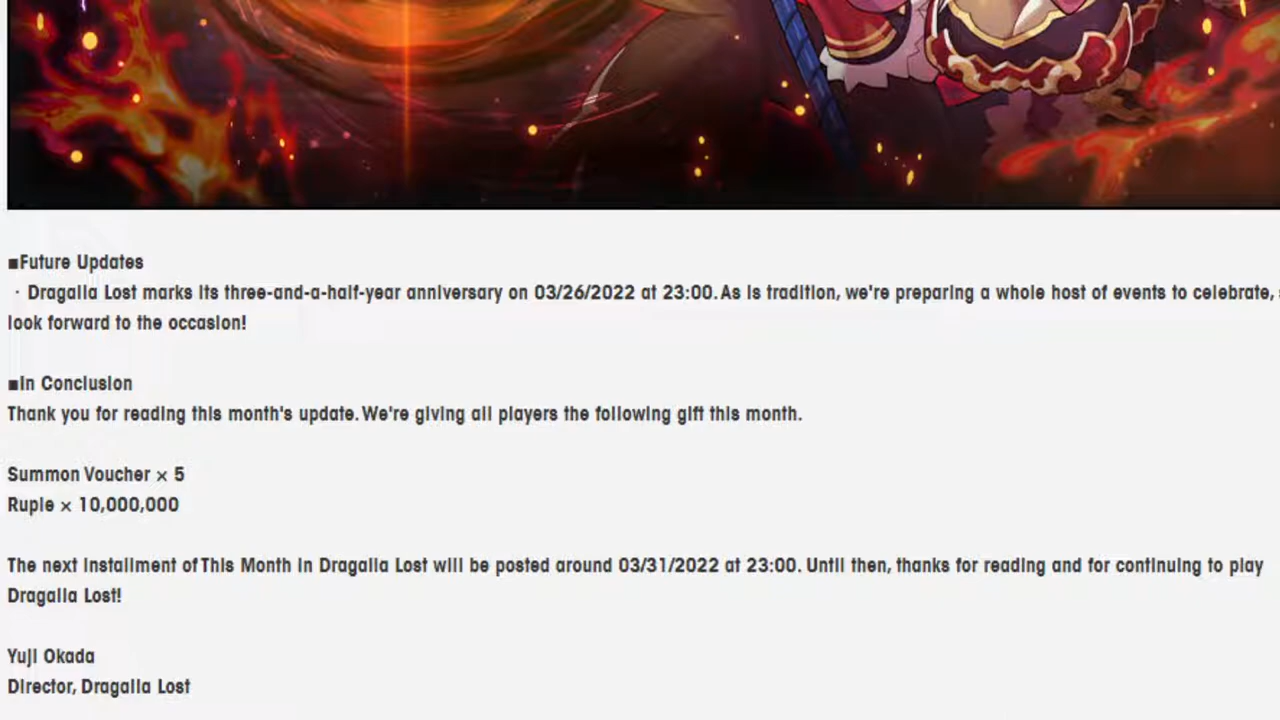 ■Future Updates
・Dragalia Lost marks its three-and-a-half-year anniversary on 03/26/2022 at 23:00. As is tradition, we're preparing a whole host of events to celebrate,
look forward to the occasion!
■In Conclusion
Thank you for reading this month's update. We're giving all players the following gift this month.
Summon Voucher × 5
Rupie × 10,000,000
The next installment of This Month in Dragalia Lost will be posted around 03/31/2022 at 23:00. Until then, thanks for reading and for continuing to play
Dragalia Lost!
Yuji Okada
Director, Dragalia Lost